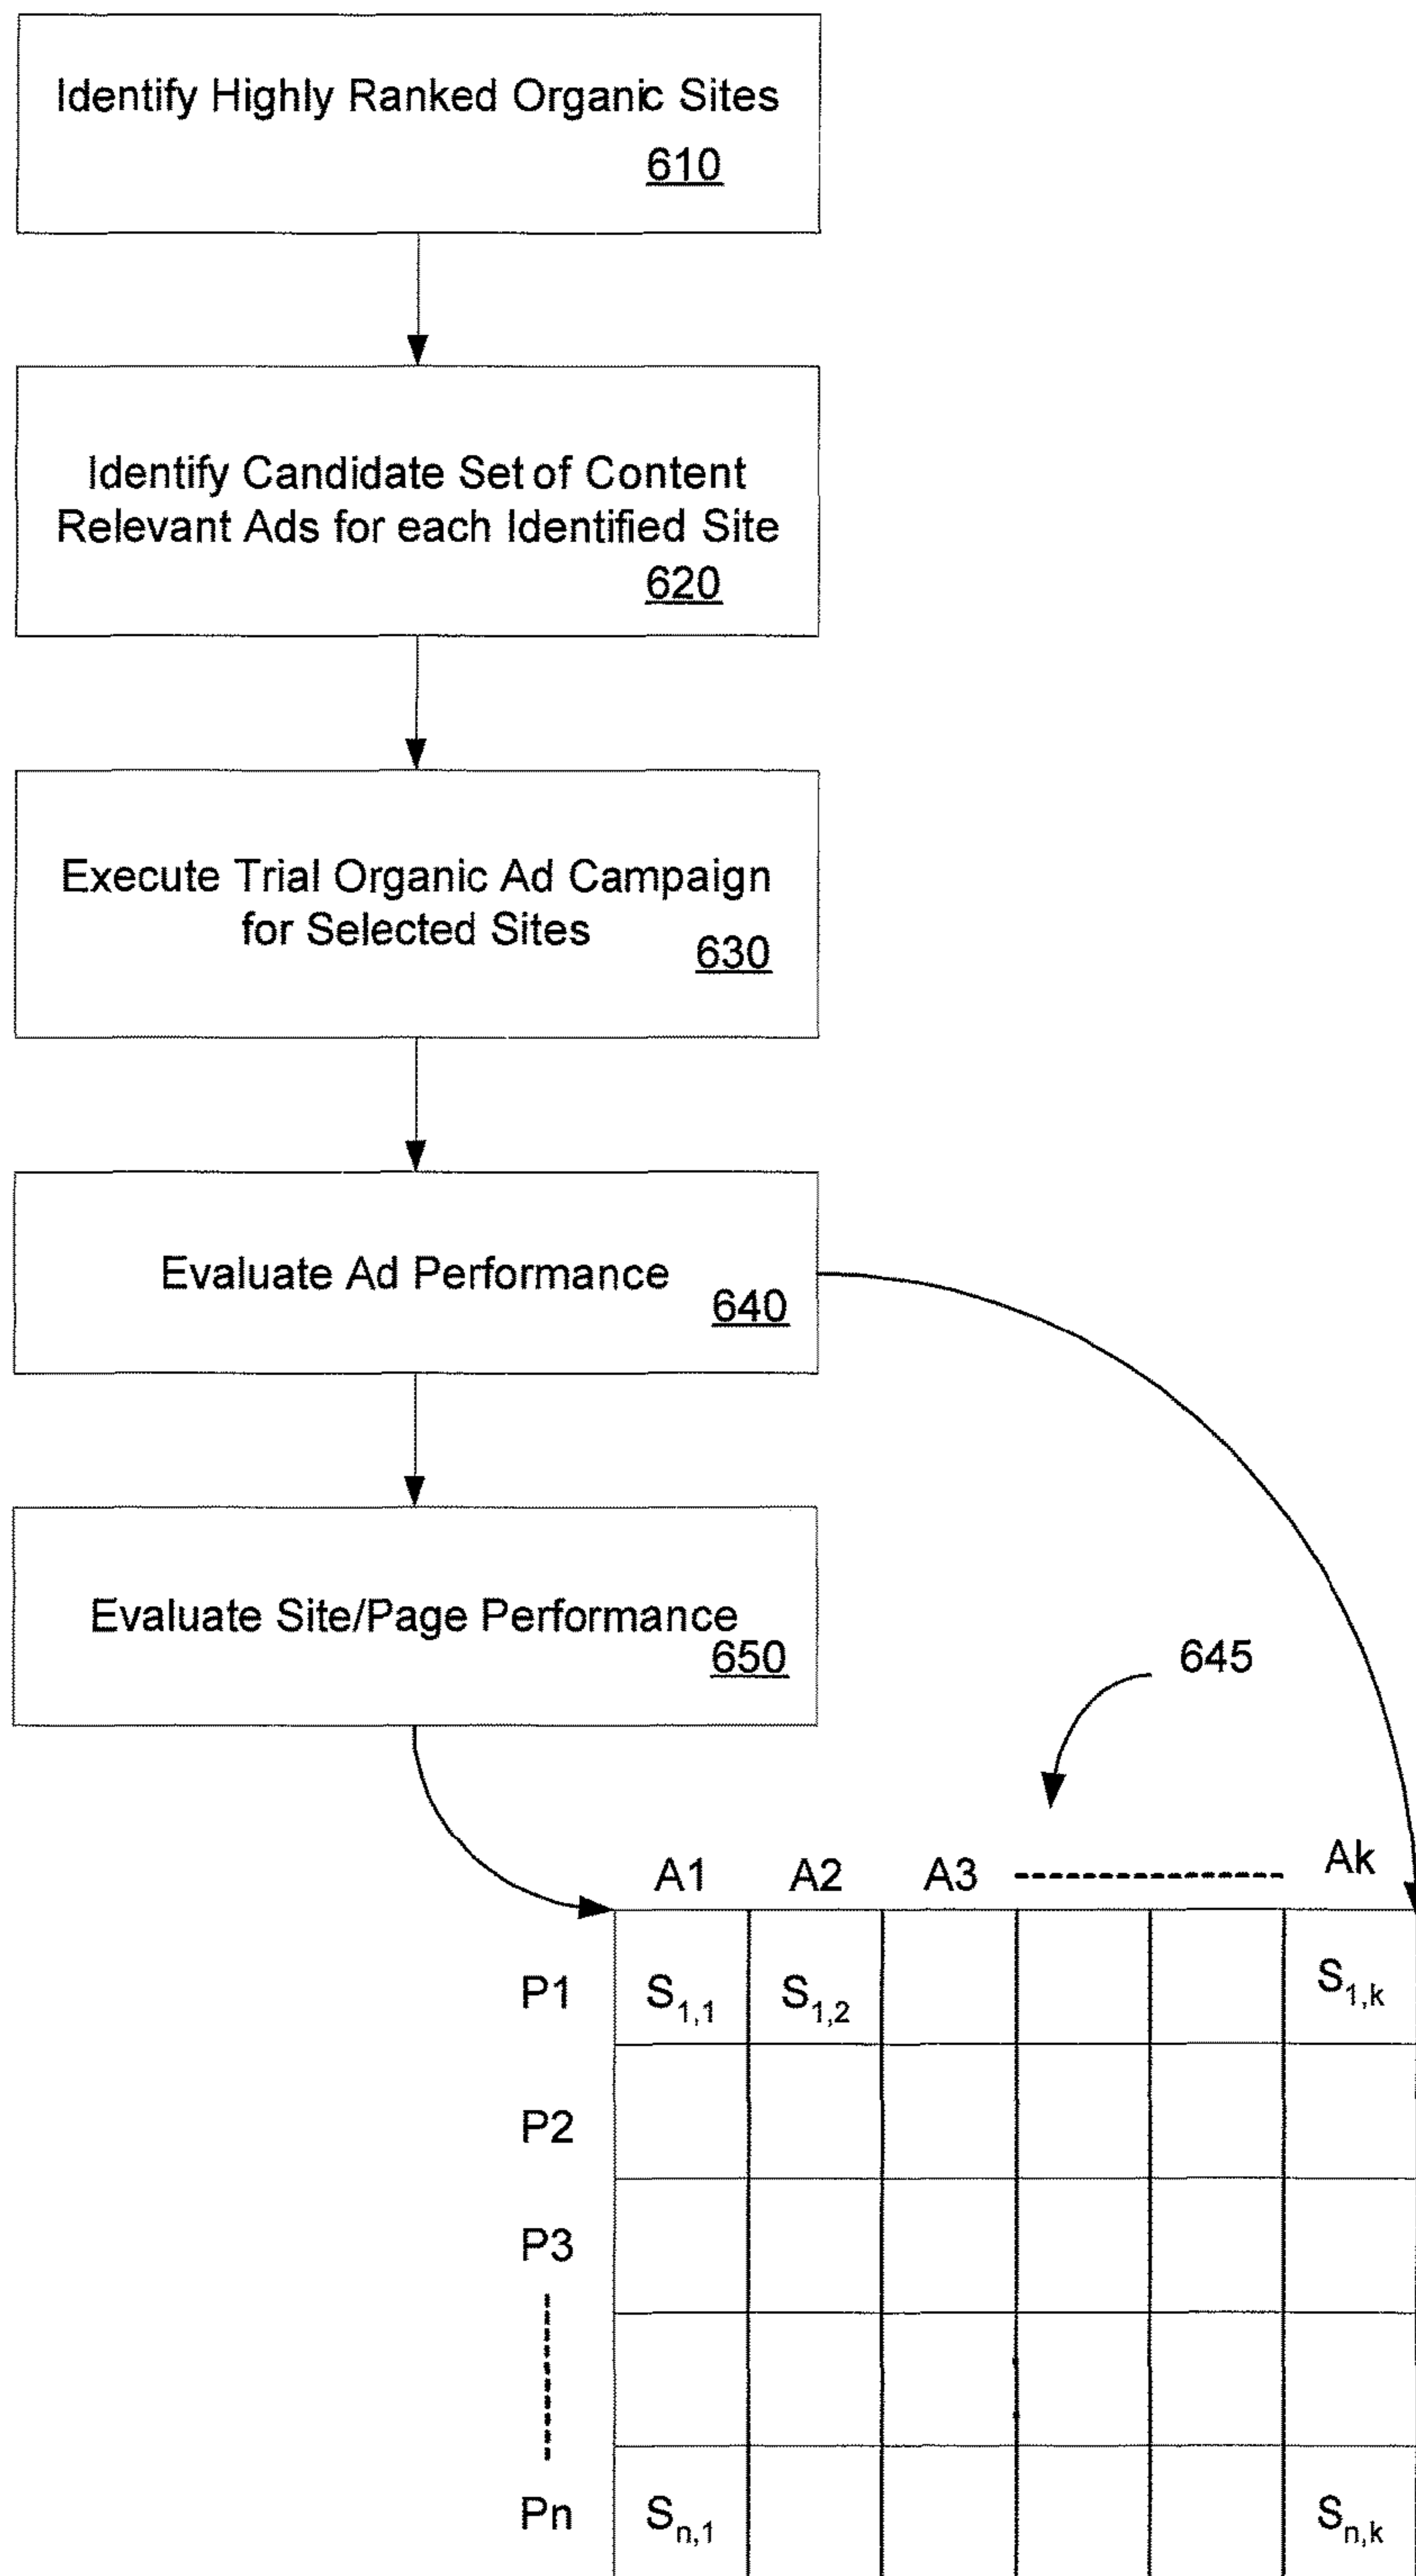 Identify Highly Ranked Organic Sites
610
Identify Candidate Set of Content
Relevant Ads for each Identified Site
620
Execute Trial Organic Ad Campaign
for Selected Sites
630
Evaluate Ad Performance
640
Evaluate Site/Page Performance
650
645
A1 A2 A3 Ak
P1 S1,1 S1,2 S1,k
P2
P3
Pn Sn,1 Sn,k